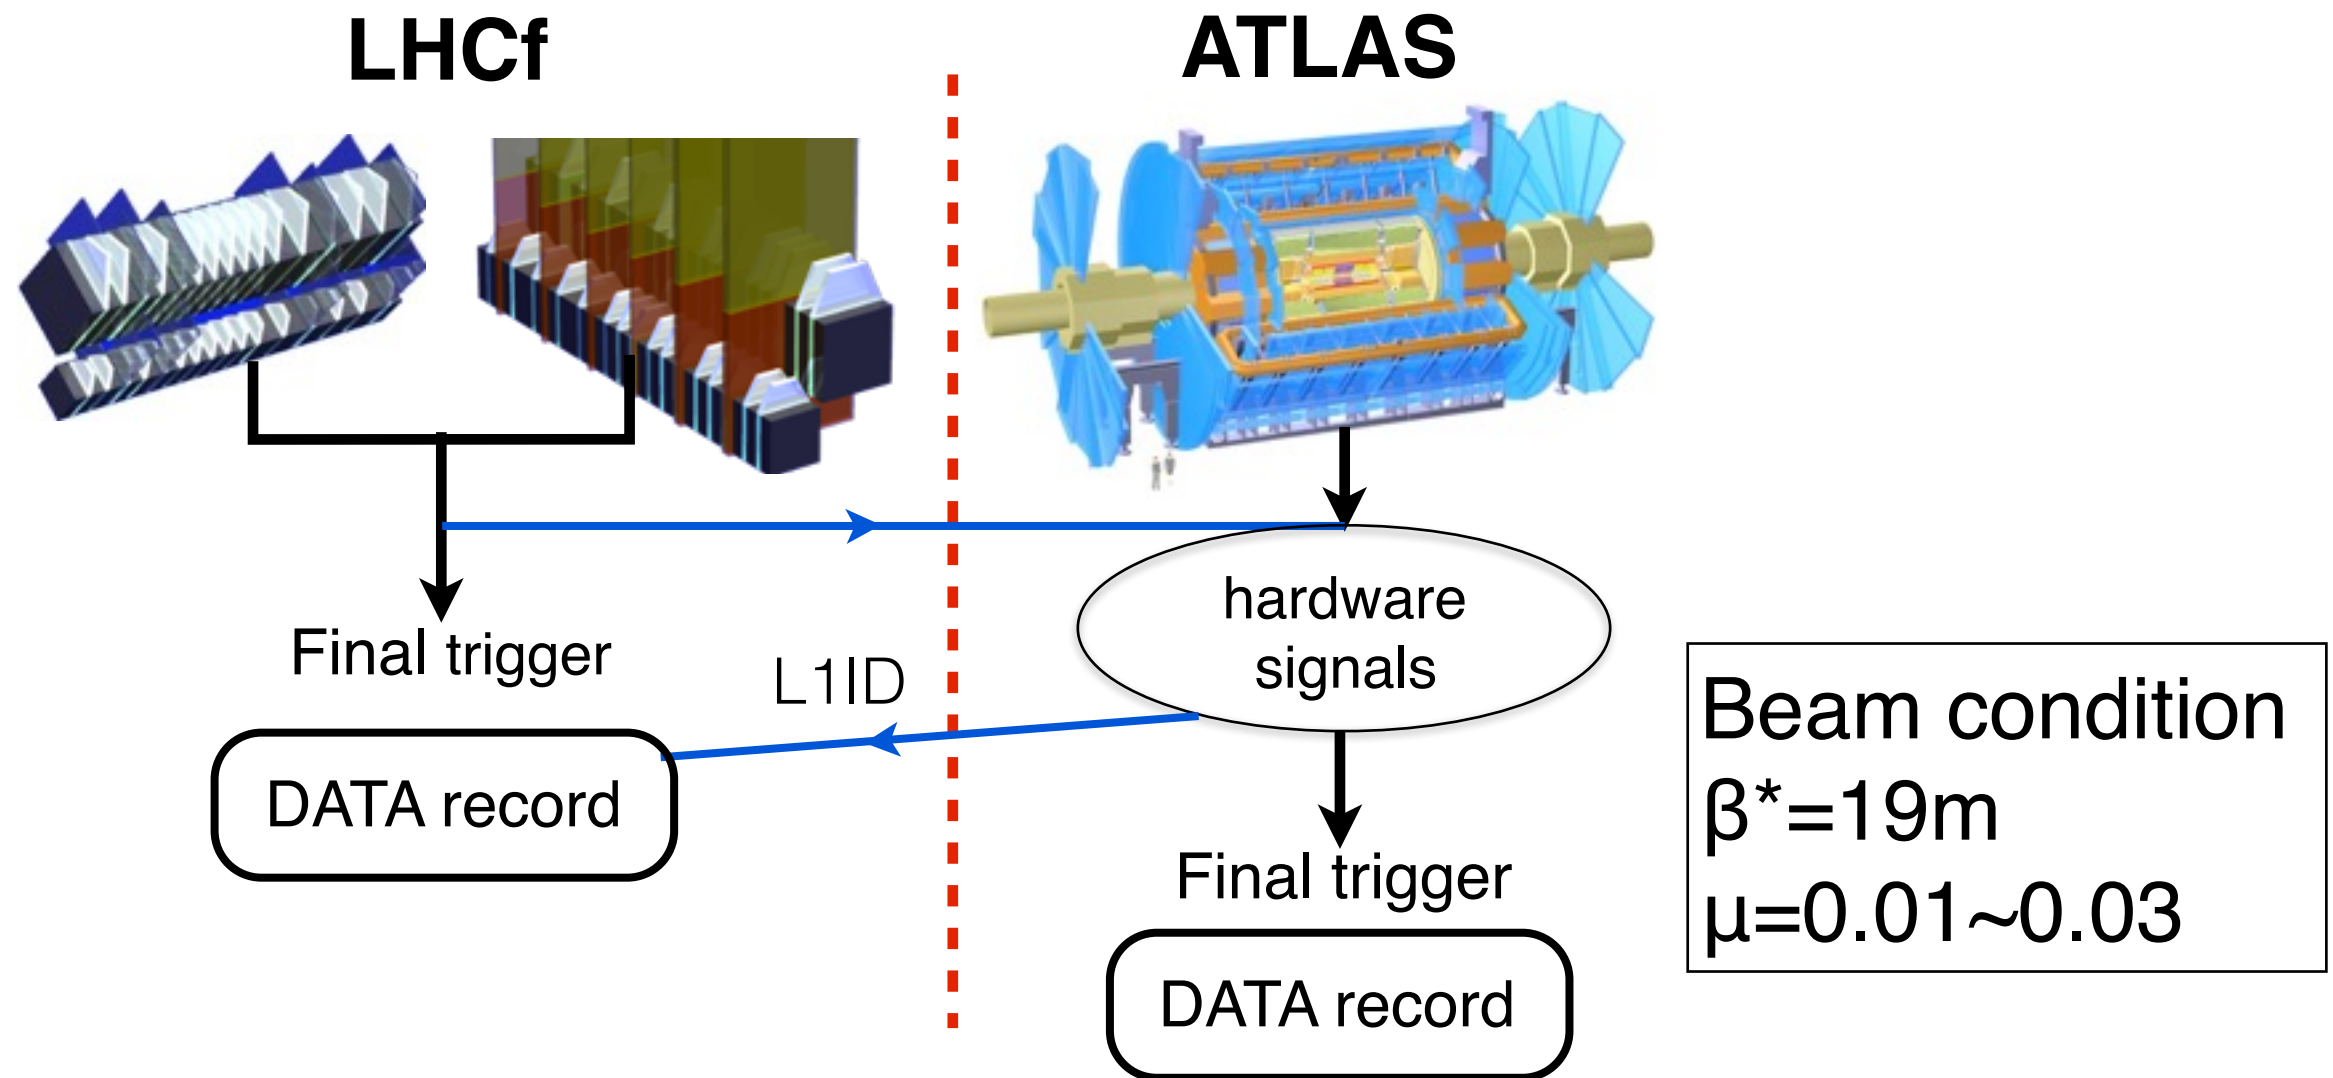 LHCf
ATLAS
Final trigger
L1ID
DATA record
hardware
signals
Final trigger
DATA record
Beam condition
β*=19m
μ=0.01~0.03